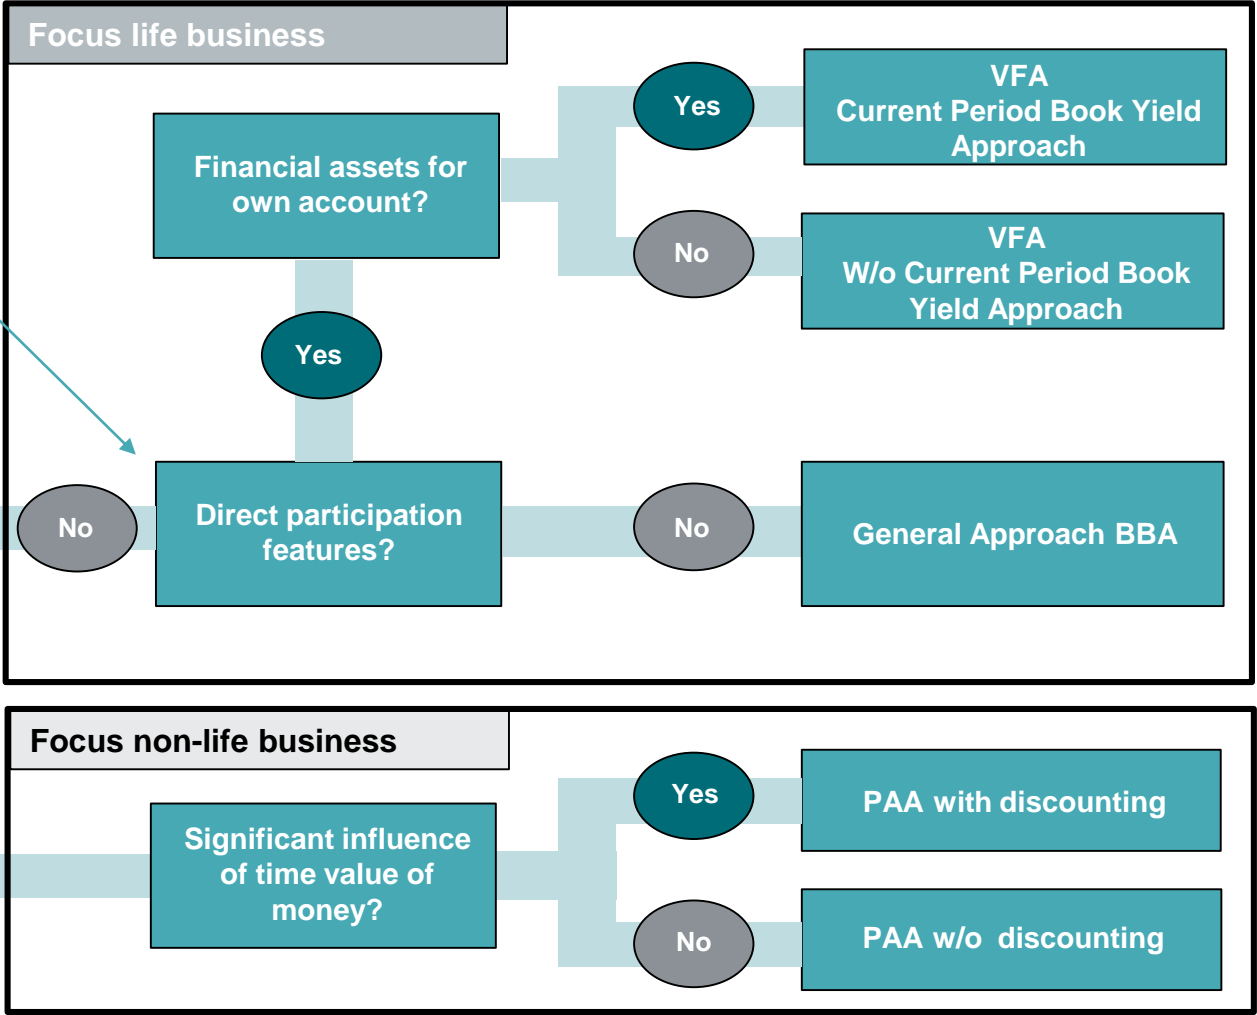 Focus life business
Yes
VFA
Current Period Book Yield
Approach
Financial assets for
own account?
No
VFA
W/o Current Period Book
Yield Approach
Yes
No
Direct participation
features?
No
General Approach BBA
Focus non-life business
Yes
PAA with discounting
Significant influence
of time value of
money?
No
PAA w/o discounting